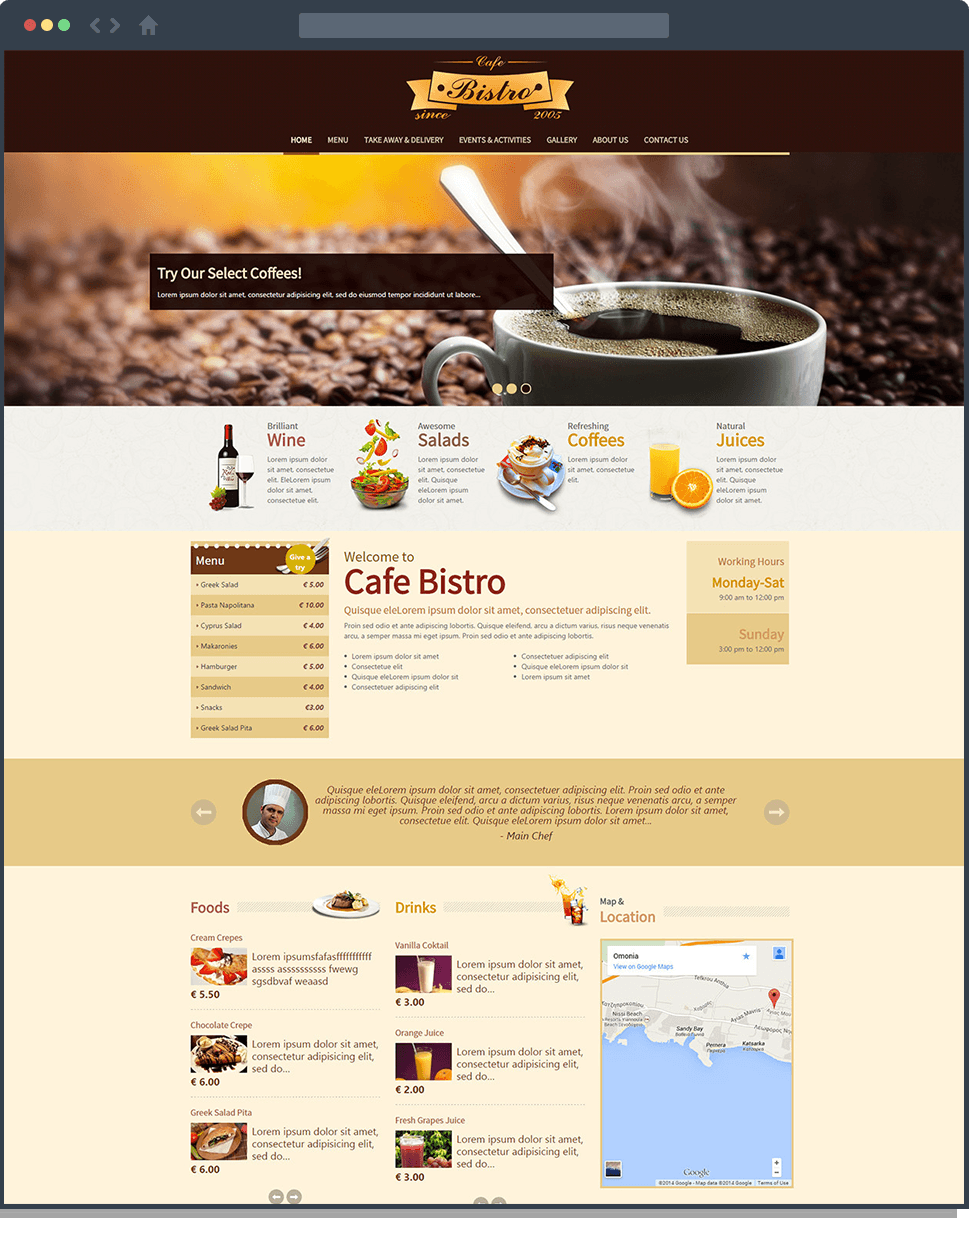 Cafe
Bistro
since 2005
HOME MENU TAKE AWAY & DELIVERY EVENTS & ACTIVITIES GALLERY ABOUT US CONTACT US
Try Our Select Coffees!
Lorem ipsum dolor sit amet, consectetur adipisicing elit, sed do eiusmod tempor incididunt ut labore...
Brilliant
Wine
Lorem ipsum dolor
sit amet, consectetue
elit. EleLorem ipsum
dolor sit amet,
consectetue elit.
Awesome
Salads
Lorem ipsum dolor
sit amet, consectetue
elit. Quisque
eleLorem ipsum
dolor sit amet.
Refreshing
Coffees
Lorem ipsum dolor
sit amet, consectetue
elit.
Natural
Juices
Lorem ipsum dolor
sit amet, consectetue
elit. Quisque
eleLorem ipsum
dolor sit amet.
Menu
Give a
try
Greek Salad € 5.00
Pasta Napolitana € 10.00
Cyprus Salad € 4.00
Makaronies € 6.00
Hamburger € 5.00
Sandwich € 4.00
Snacks €3.00
Greek Salad Pita € 6.00
Welcome to
Cafe Bistro
Quisque eleLorem ipsum dolor sit amet, consectetuer adipiscing elit.
Proin sed odio et ante adipiscing lobortis. Quisque eleifend, arcu a dictum varius, risus neque venenatis
arcu, a semper massa mi eget ipsum. Proin sed odio et ante adipiscing lobortis.
• Lorem ipsum dolor sit amet
• Consectetue elit
• Quisque eleLorem ipsum dolor sit
• Consectetuer adipiscing elit
• Consectetuer adipiscing elit
• Quisque eleLorem ipsum dolor sit
• Lorem ipsum sit amet
Working Hours
Monday-Sat
9:00 am to 12:00 pm
Sunday
3:00 pm to 12:00 pm
Quisque eleLorem ipsum dolor sit amet, consectetuer adipiscing elit. Proin sed odio et ante
adipiscing lobortis. Quisque eleifend, arcu a dictum varius, risus neque venenatis arcu, a semper
massa mi eget ipsum. Proin sed odio et ante adipiscing lobortis. Lorem ipsum dolor sit amet,
consectetue elit. Quisque eleLorem ipsum dolor sit amet...
- Main Chef
Foods
Cream Crepes
Lorem ipsumsfafasfffffffffff
assss asssssssss fwewg
sgsdbvaf weaasd
€ 5.50
Chocolate Crepe
Lorem ipsum dolor sit amet,
consectetur adipisicing elit,
sed do...
€ 6.00
Greek Salad Pita
Lorem ipsum dolor sit amet,
consectetur adipisicing elit,
sed do...
€ 6.00
Drinks
Vanilla Coktail
Lorem ipsum dolor sit amet,
consectetur adipisicing elit,
sed do...
€ 3.00
Orange Juice
Lorem ipsum dolor sit amet,
consectetur adipisicing elit,
sed do...
€ 2.00
Fresh Grapes Juice
Lorem ipsum dolor sit amet,
consectetur adipisicing elit,
sed do...
€ 3.00
Map &
Location
Omonia
View on Google Maps
Tefkrou Anthia
Nissi Beach
Αγίας Μαύρης
Sandy Bay
Pernera
Περνέρα
Katsarka
Κατσάρκα
Google
©2014 Google - Map data ©2014 Google Terms of Use